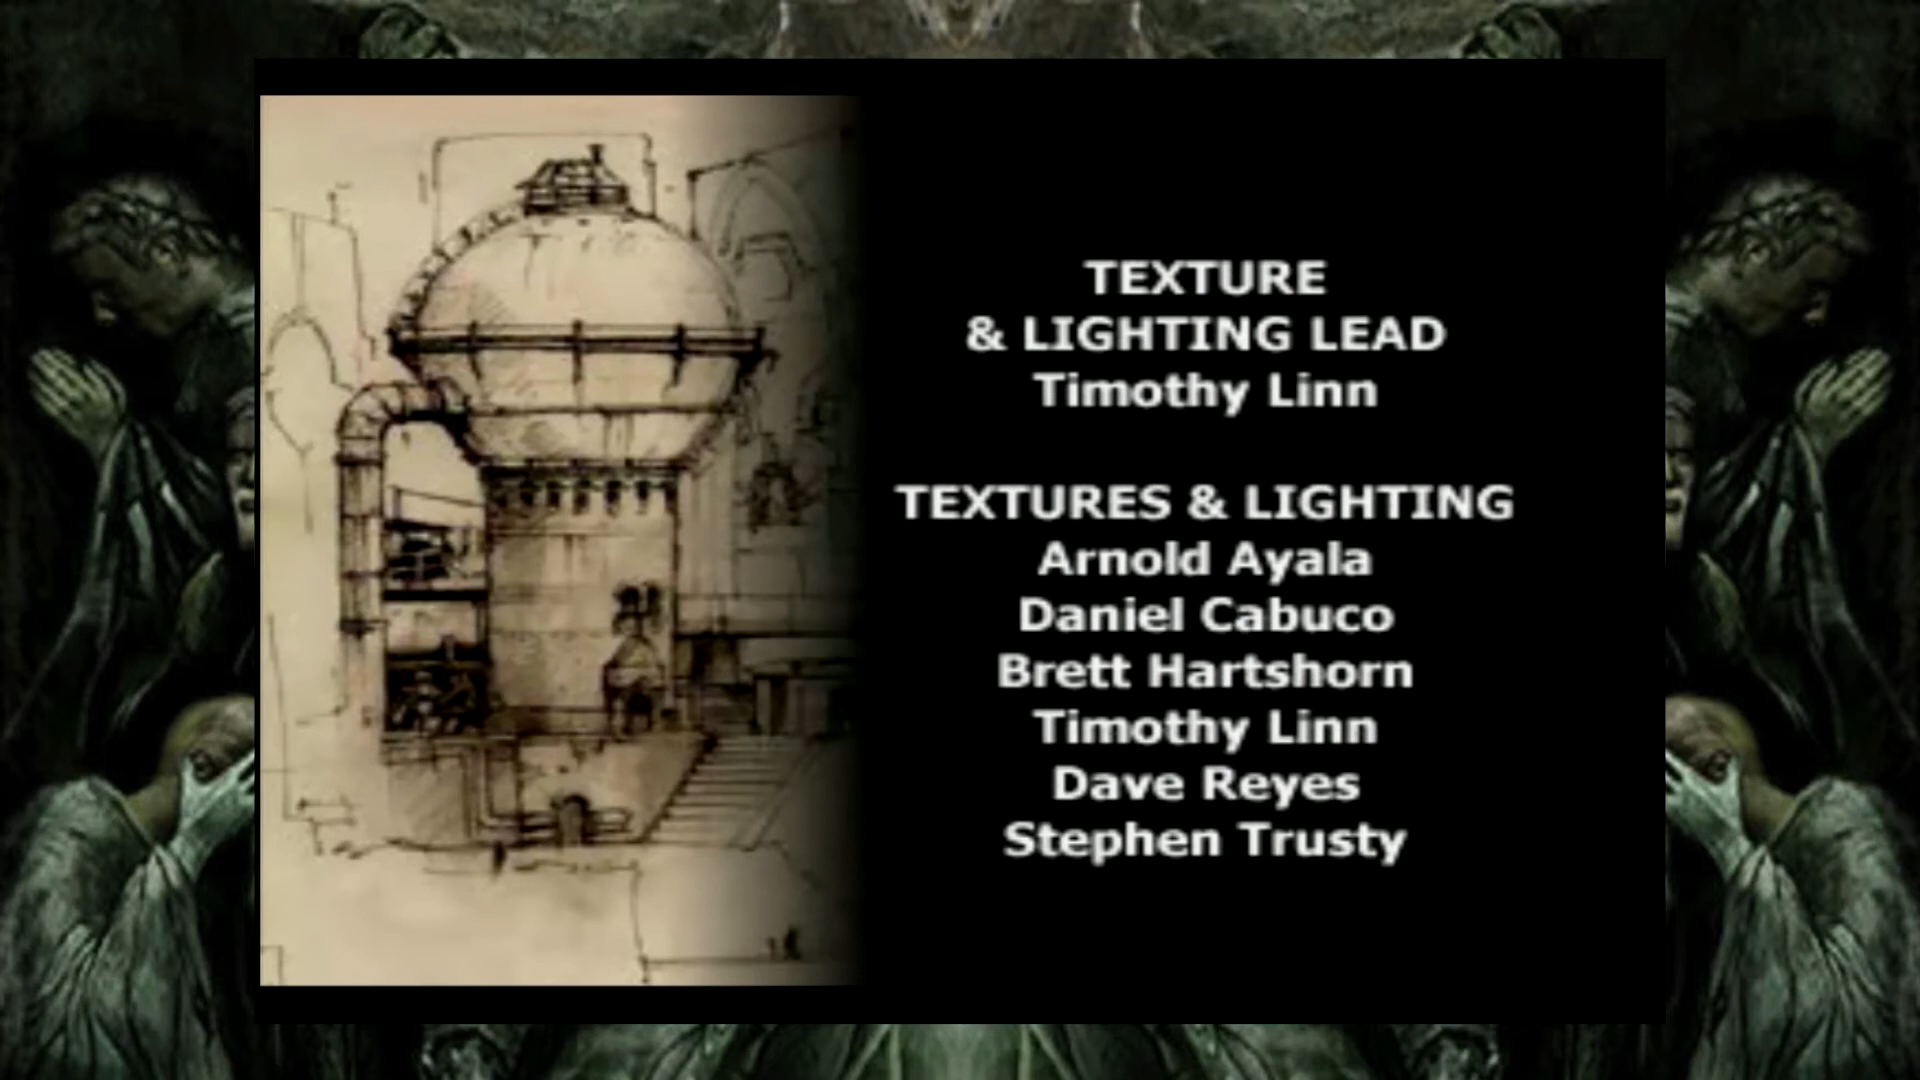 TEXTURE
& LIGHTING LEAD
Timothy Linn
TEXTURES & LIGHTING
Arnold Ayala
Daniel Cabuco
Brett Hartshorn
Timothy Linn
Dave Reyes
Stephen Trusty